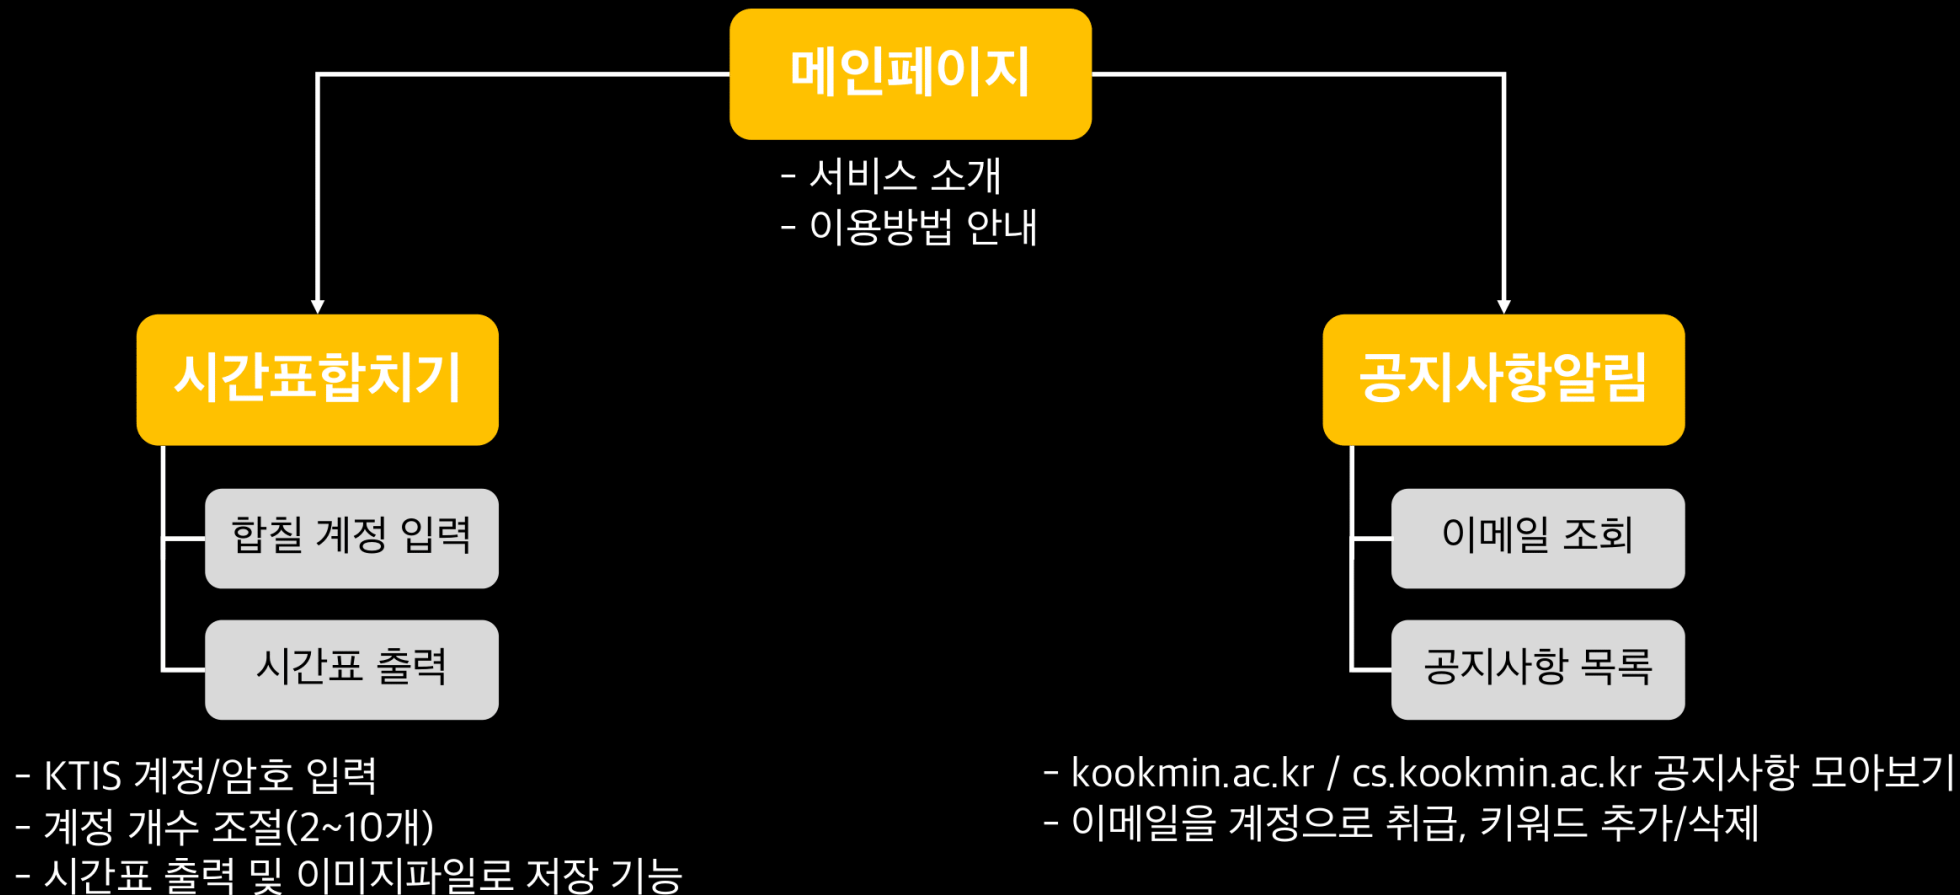 메인페이지
- 서비스 소개
- 이용방법 안내
시간표합치기
합칠 계정 입력
시간표 출력
- KTIS 계정/암호 입력
- 계정 개수 조절(2~10개)
- 시간표 출력 및 이미지파일로 저장 기능
공지사항알림
이메일 조회
공지사항 목록
- kookmin.ac.kr / cs.kookmin.ac.kr 공지사항 모아보기
- 이메일을 계정으로 취급, 키워드 추가/삭제